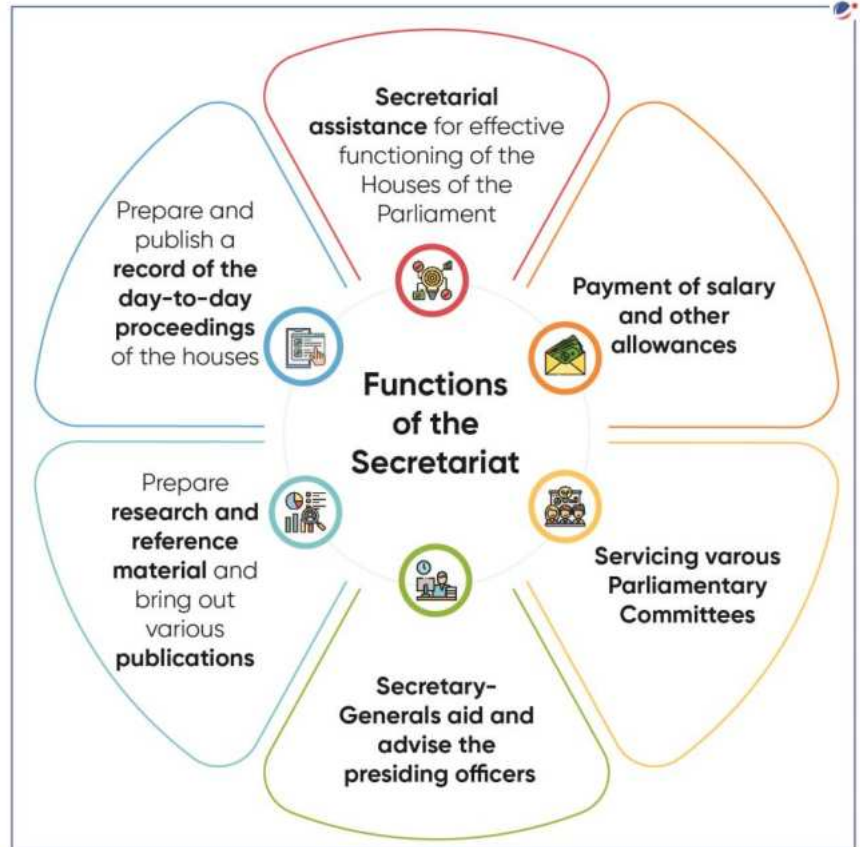 Secretarial
assistance for effective
functioning of the
Houses of the
Parliament
Payment of salary
and other
allowances
Servicing varous
Parliamentary
Committees
Secretary-
Generals aid and
advise the
presiding officers
Prepare
research and
reference
material and
bring out
various
publications
Prepare and
publish a
record of the
day-to-day
proceedings
of the houses
Functions
of the
Secretariat